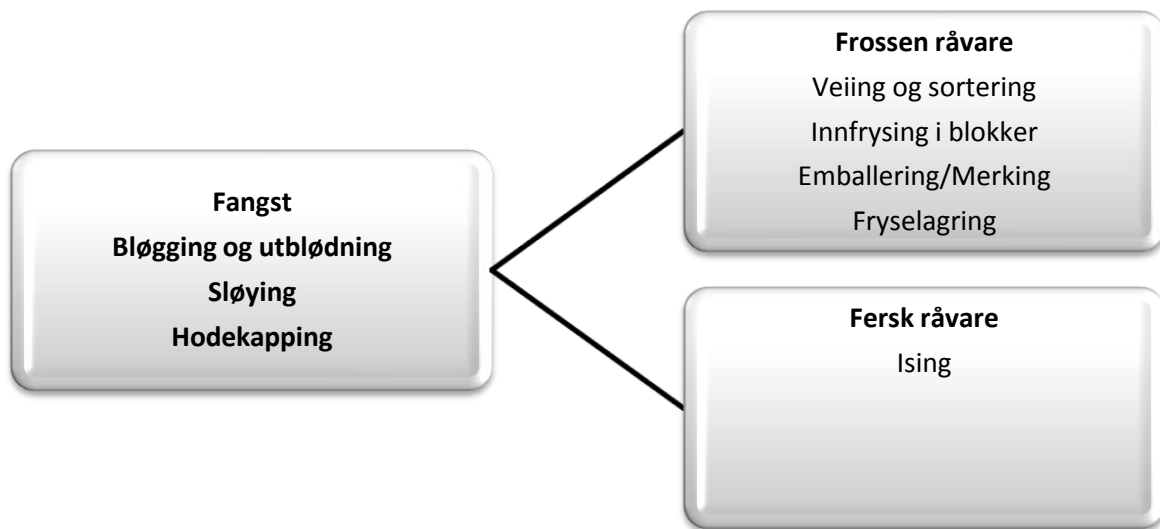 Fangst
Bløgging og utblødning
Sløying
Hodekapping
Frossen råvare
Veiing og sortering
Innfrysing i blokker
Emballering/Merking
Fryselagring
Fersk råvare
Ising